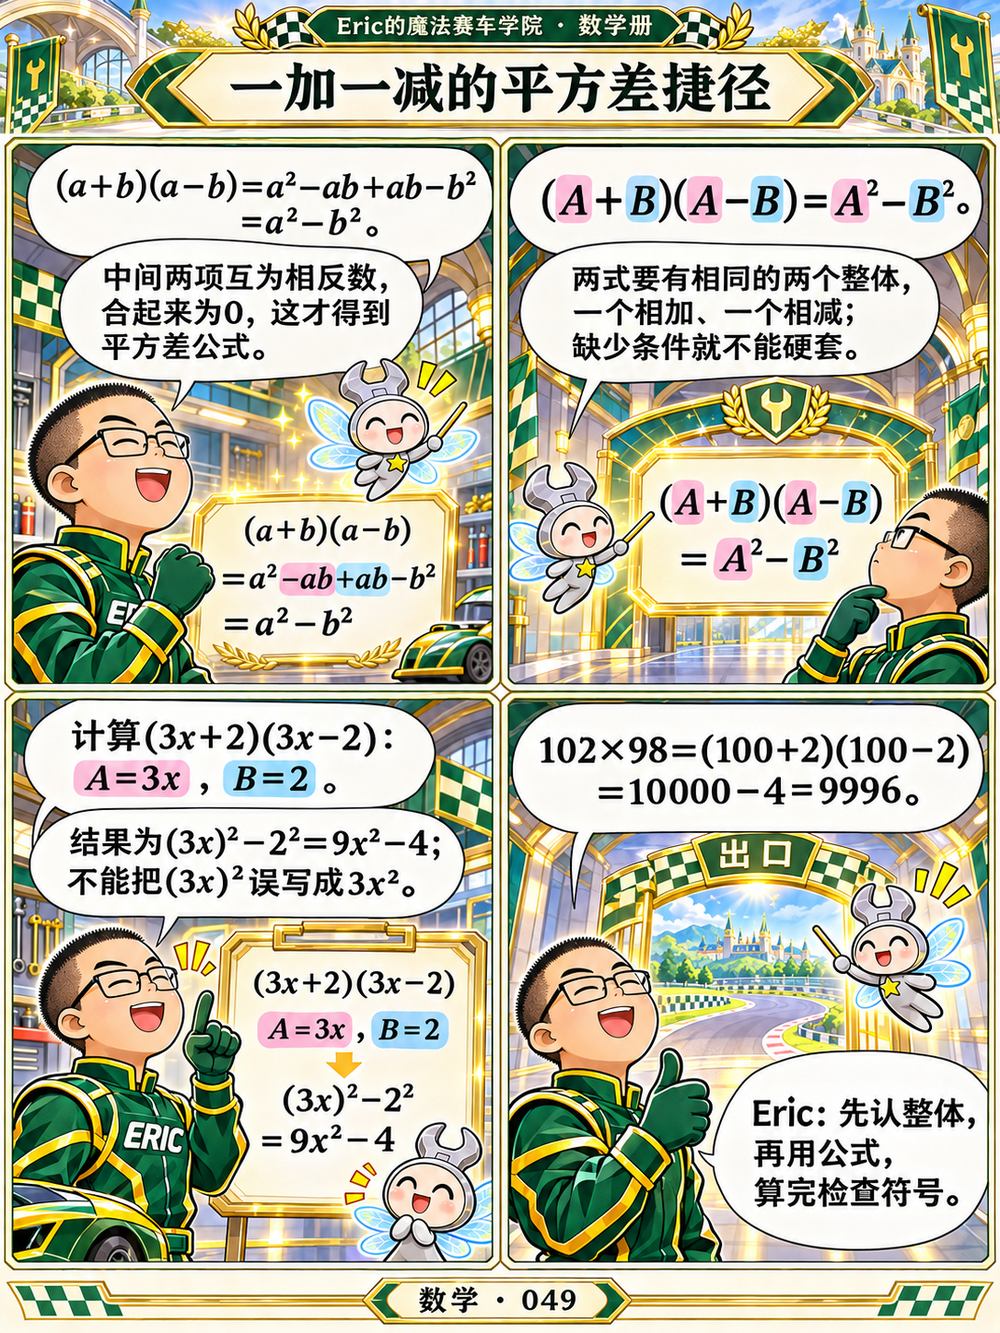 Eric的魔法赛车学院 · 数学册
一加一减的平方差捷径
(a+b)(a−b)=a²−ab+ab−b²
=a²−b²。
中间两项互为相反数，
合起来为0，这才得到
平方差公式。
(a+b)(a−b)
=a²−ab+ab−b²
=a²−b²
(A+B)(A−B)=A²−B²。
两式要有相同的两个整体，
一个相加、一个相减；
缺少条件就不能硬套。
(A+B)(A−B)
=A²−B²
计算(3x+2)(3x−2)：
A=3x，B=2。
结果为(3x)²−2²=9x²−4；
不能把(3x)²误写成3x²。
(3x+2)(3x−2)
A=3x，B=2
(3x)²−2²
=9x²−4
ERIC
102×98=(100+2)(100−2)
=10000−4=9996。
出口
Eric：先认整体，
再用公式，
算完检查符号。
数学 · 049